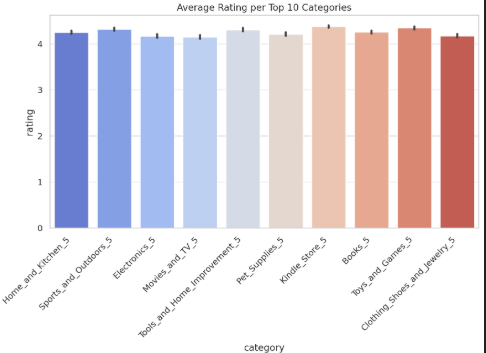 Average Rating per Top 10 Categories
rating
4
3
2
1
0
Home_and_Kitchen_5
Sports_and_Outdoors_5
Electronics_5
Movies_and_TV_5
Tools_and_Home_Improvement_5
Pet_Supplies_5
Kindle_Store_5
Books_5
Toys_and_Games_5
Clothing_Shoes_and_Jewelry_5
category